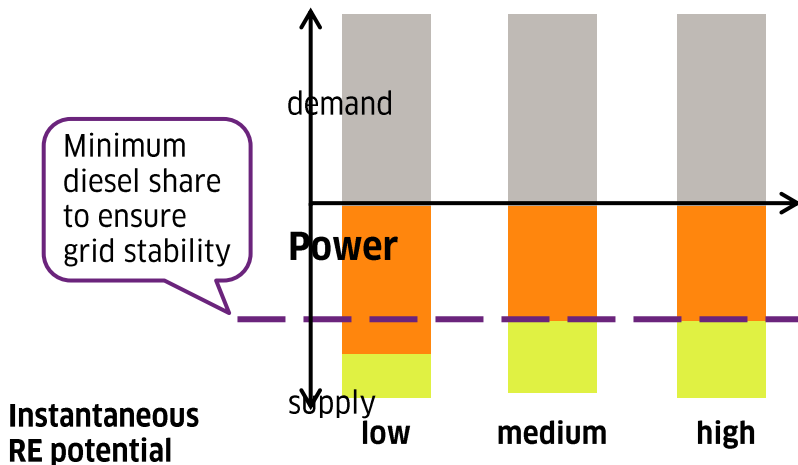 demand
Minimum
diesel share
to ensure
grid stability
Power
supply
Instantaneous
RE potential
low
medium
high